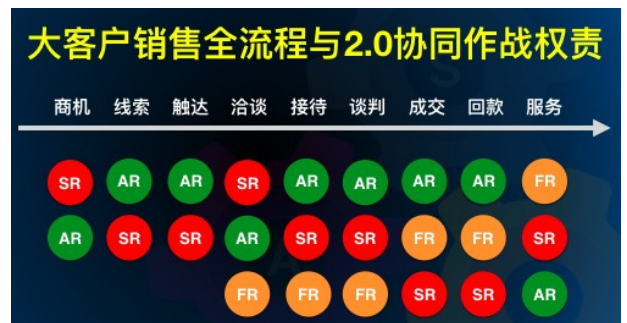 大客户销售全流程与2.0协同作战权责
商机 线索 触达 洽谈 接待 谈判 成交 回款 服务
SR AR AR SR AR AR AR AR FR
AR SR SR AR SR SR FR FR SR
FR FR FR SR SR AR